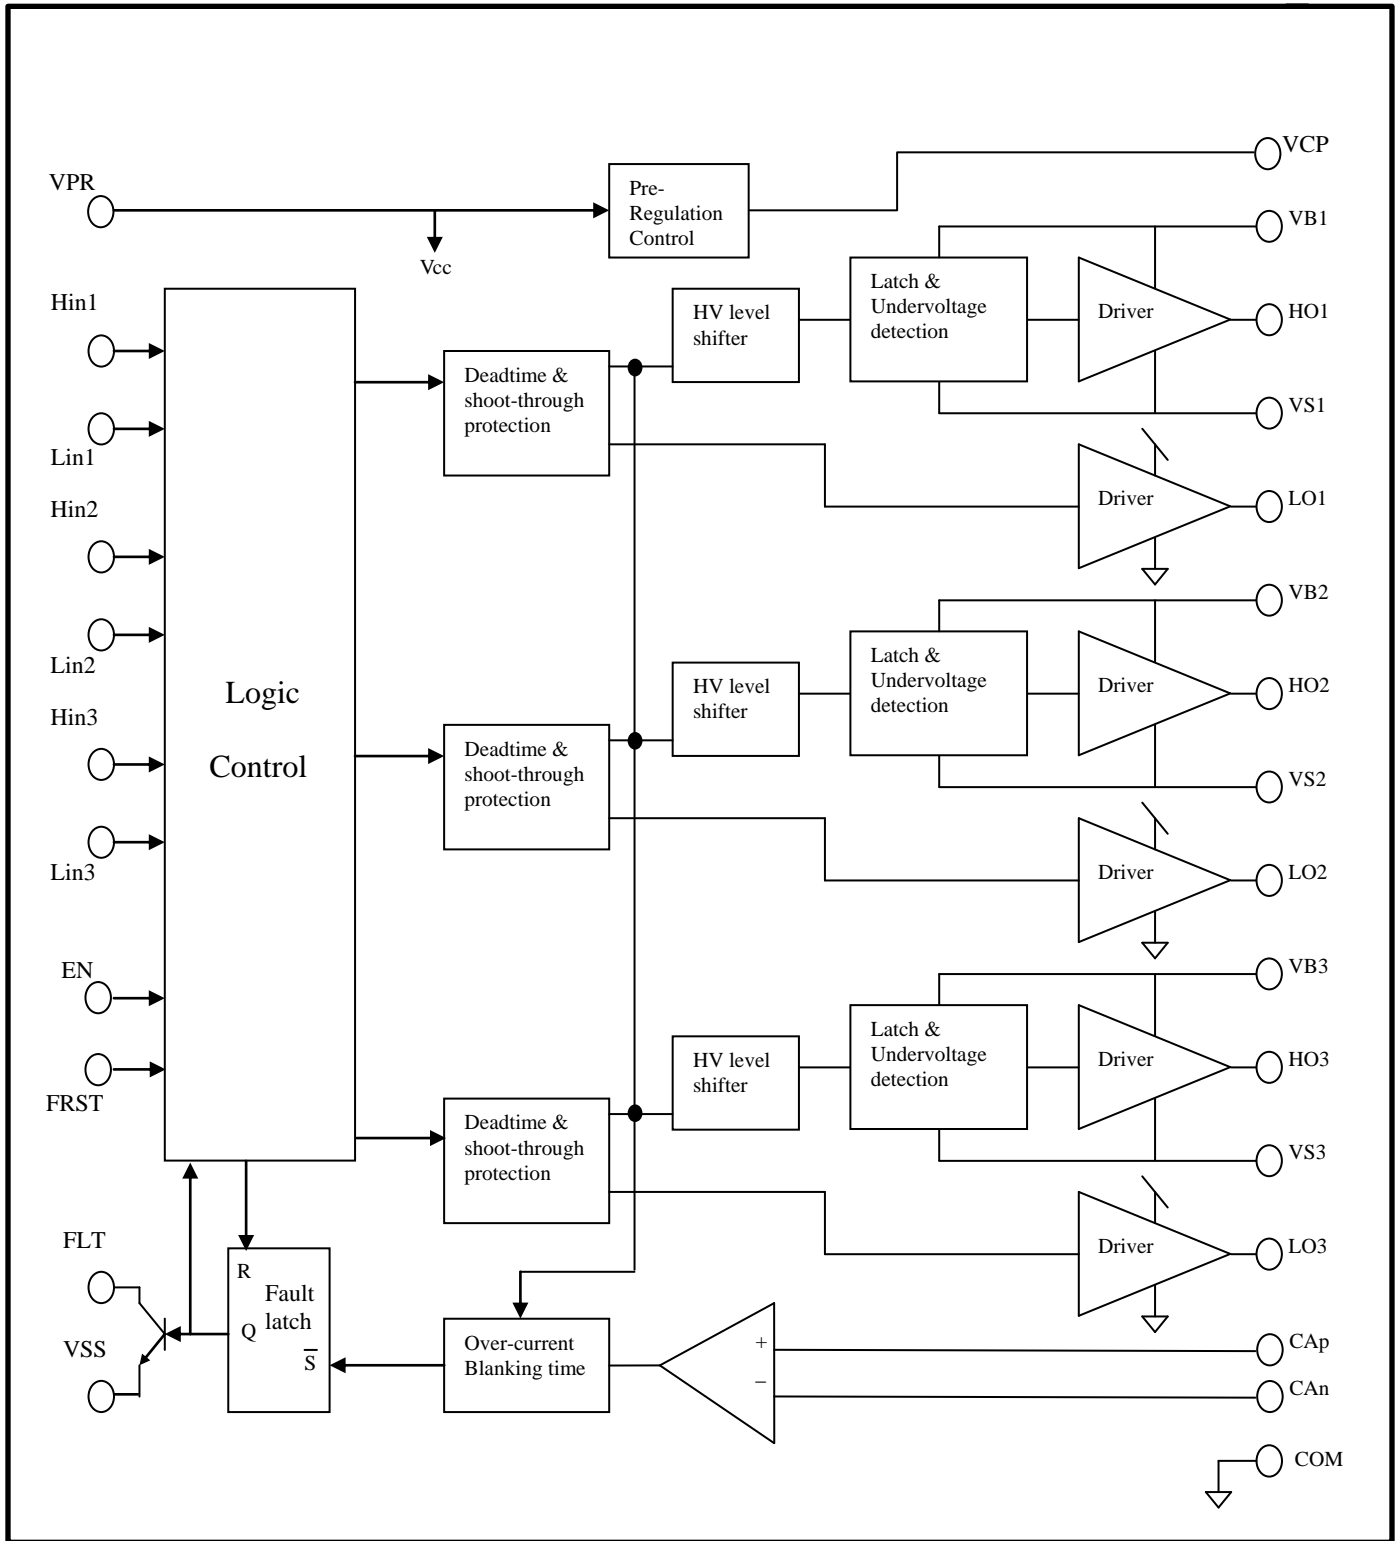 VCP
VPR
Pre-
Regulation
Control
VB1
Vcc
Hin1
HV level
shifter
Latch &
Undervoltage
detection
Driver
HO1
Deadtime &
shoot-through
protection
VS1
Lin1
Driver
LO1
Hin2
VB2
Lin2
HV level
shifter
Latch &
Undervoltage
detection
Driver
HO2
Logic
Control
Hin3
Deadtime &
shoot-through
protection
VS2
Lin3
Driver
LO2
EN
VB3
HV level
shifter
Latch &
Undervoltage
detection
Driver
HO3
FRST
Deadtime &
shoot-through
protection
VS3
FLT
Driver
LO3
R
Fault
latch
Q
S̅
VSS
Over-current
Blanking time
+
−
CAp
CAn
COM